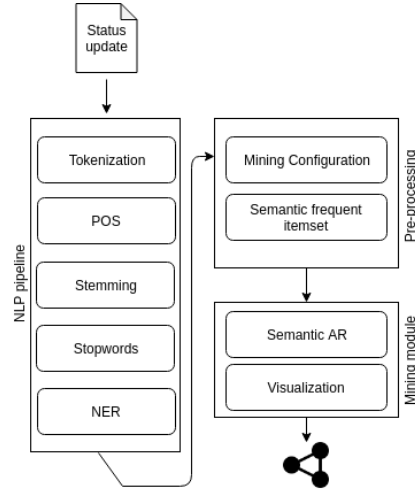 Status
update
NLP pipeline
Tokenization
POS
Stemming
Stopwords
NER
Pre-processing
Mining Configuration
Semantic frequent
itemset
Mining module
Semantic AR
Visualization